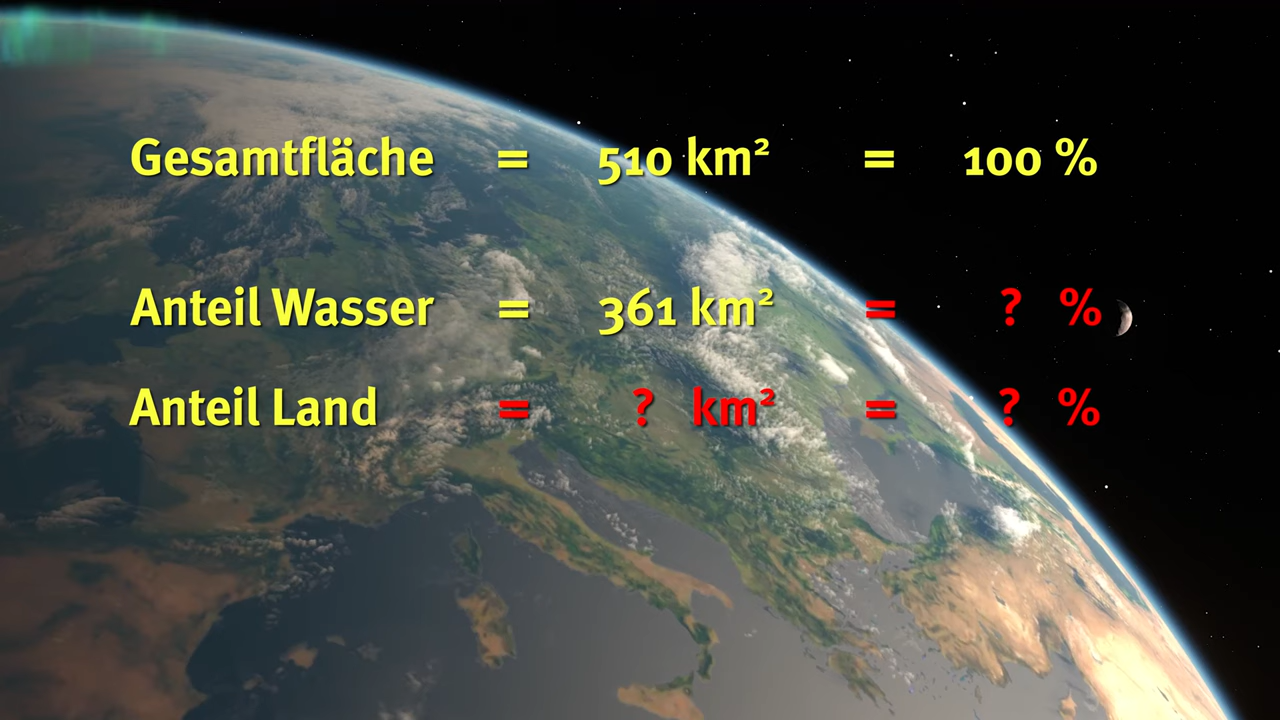 Gesamtfläche = 510 km² = 100 %
Anteil Wasser = 361 km² = ? %
Anteil Land = ? km² = ? %